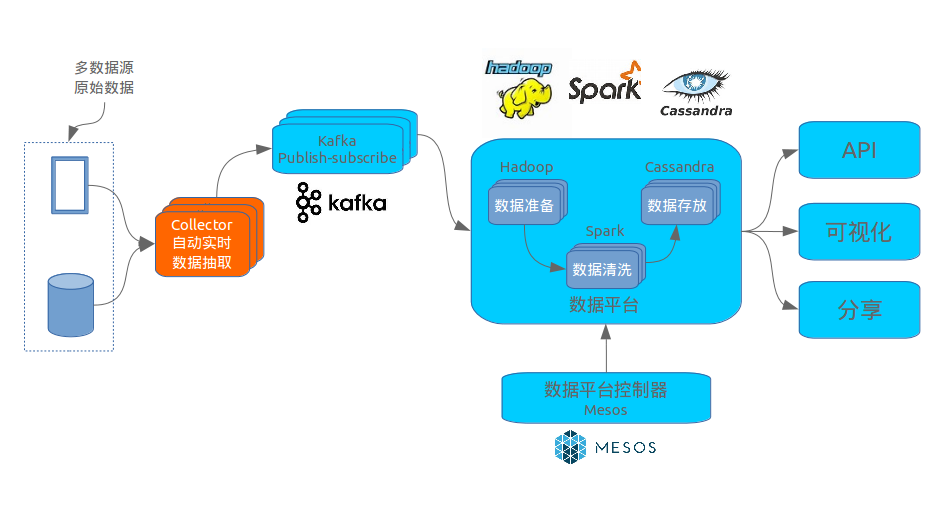 多数据源
原始数据
Collector
自动实时
数据抽取
Kafka
Publish-subscribe
kafka
hadoop
Spark
Cassandra
Hadoop
数据准备
Spark
数据清洗
Cassandra
数据存放
数据平台
数据平台控制器
Mesos
MESOS
API
可视化
分享